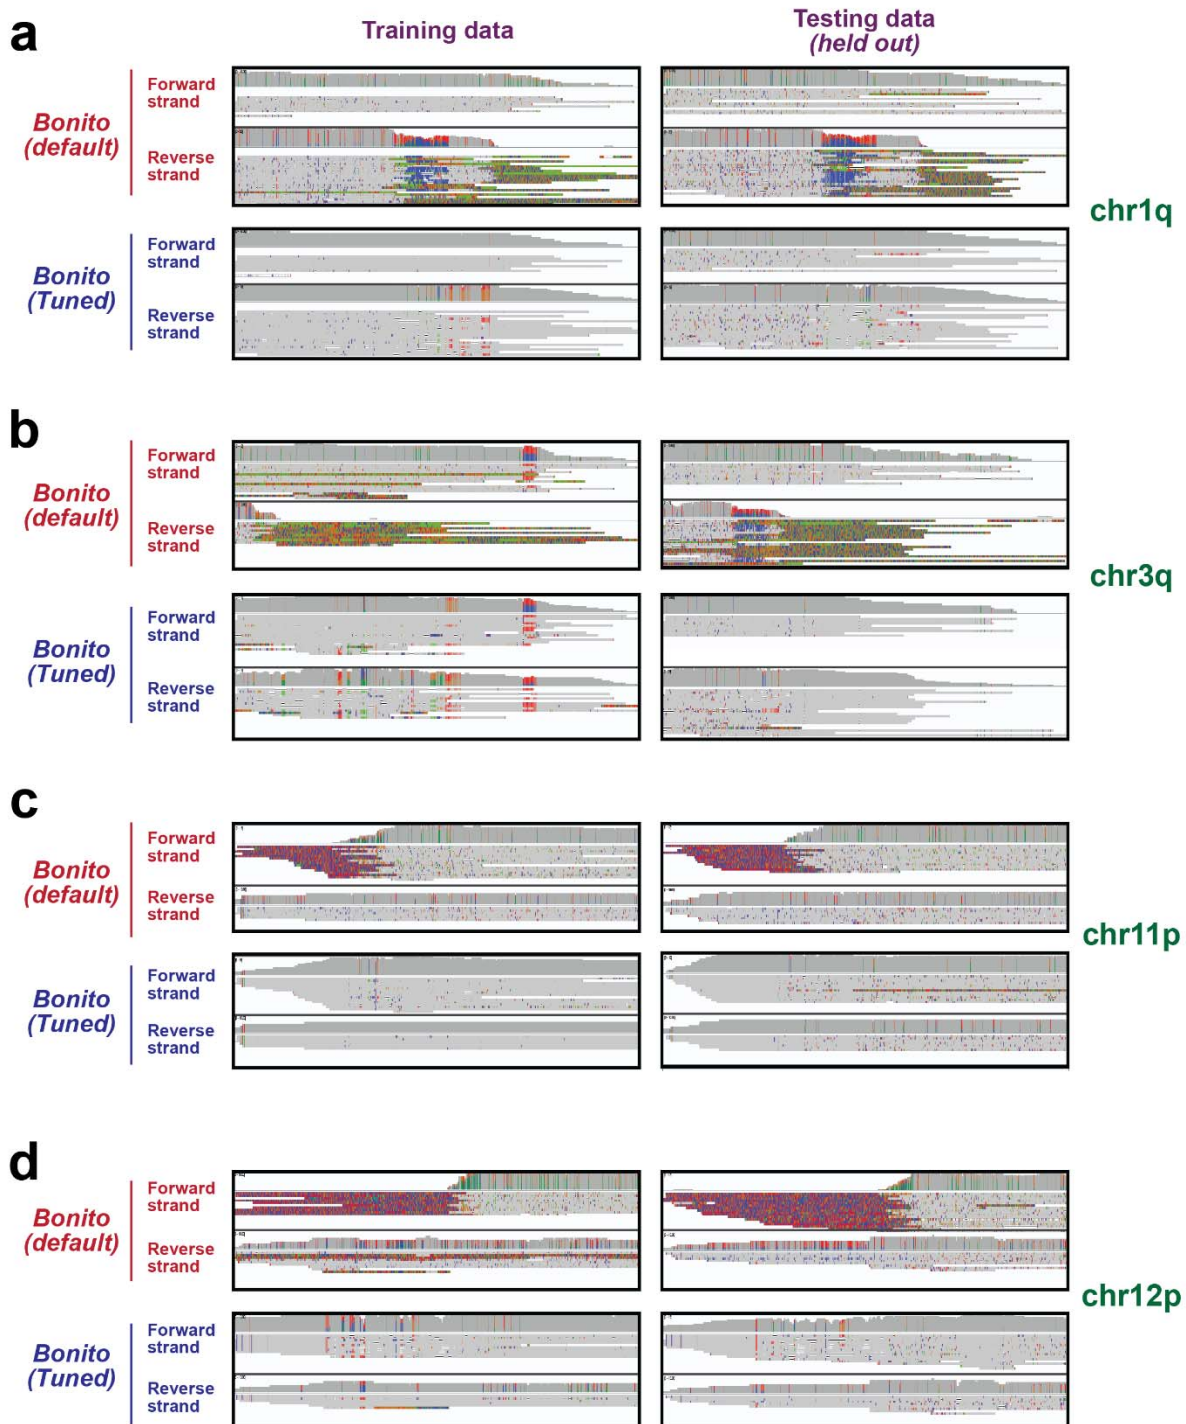 a
Training data
Testing data
(held out)
Bonito
(default)
Forward
strand
Reverse
strand
Bonito
(Tuned)
Forward
strand
Reverse
strand
chr1q
b
Bonito
(default)
Forward
strand
Reverse
strand
Bonito
(Tuned)
Forward
strand
Reverse
strand
chr3q
c
Bonito
(default)
Forward
strand
Reverse
strand
Bonito
(Tuned)
Forward
strand
Reverse
strand
chr11p
d
Bonito
(default)
Forward
strand
Reverse
strand
Bonito
(Tuned)
Forward
strand
Reverse
strand
chr12p